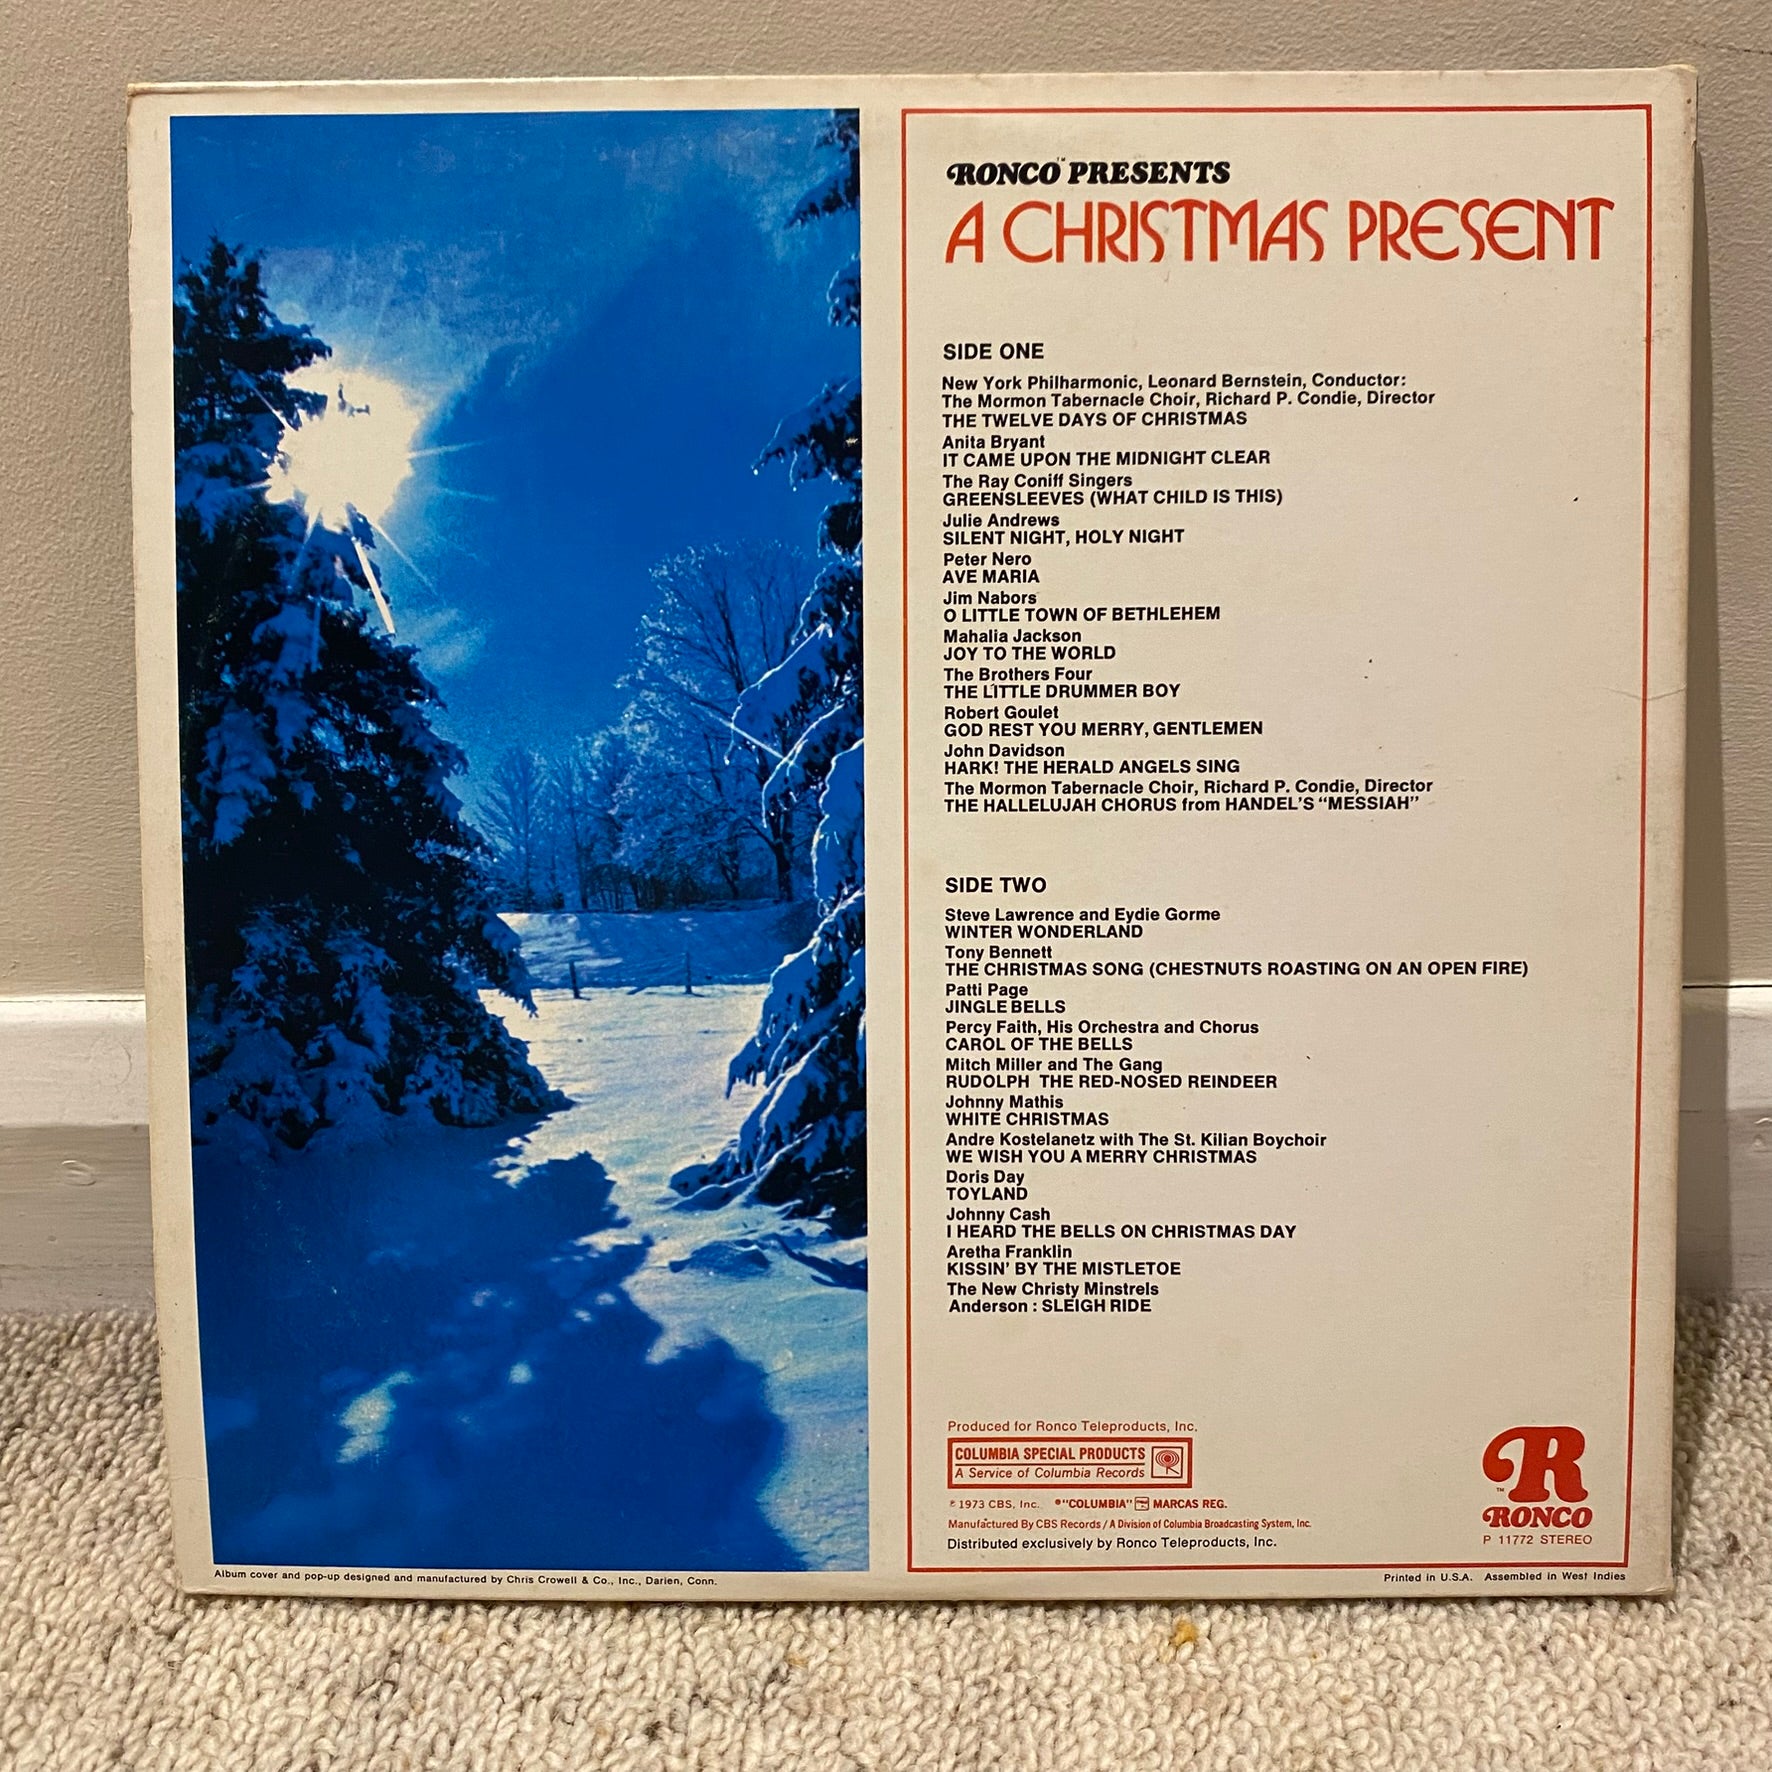 RONCO™ PRESENTS
A CHRISTMAS PRESENT
SIDE ONE
New York Philharmonic, Leonard Bernstein, Conductor:
The Mormon Tabernacle Choir, Richard P. Condie, Director
THE TWELVE DAYS OF CHRISTMAS
Anita Bryant
IT CAME UPON THE MIDNIGHT CLEAR
The Ray Coniff Singers
GREENSLEEVES (WHAT CHILD IS THIS)
Julie Andrews
SILENT NIGHT, HOLY NIGHT
Peter Nero
AVE MARIA
Jim Nabors
O LITTLE TOWN OF BETHLEHEM
Mahalia Jackson
JOY TO THE WORLD
The Brothers Four
THE LITTLE DRUMMER BOY
Robert Goulet
GOD REST YOU MERRY, GENTLEMEN
John Davidson
HARK! THE HERALD ANGELS SING
The Mormon Tabernacle Choir, Richard P. Condie, Director
THE HALLELUJAH CHORUS from HANDEL'S “MESSIAH”
SIDE TWO
Steve Lawrence and Eydie Gorme
WINTER WONDERLAND
Tony Bennett
THE CHRISTMAS SONG (CHESTNUTS ROASTING ON AN OPEN FIRE)
Patti Page
JINGLE BELLS
Percy Faith, His Orchestra and Chorus
CAROL OF THE BELLS
Mitch Miller and The Gang
RUDOLPH THE RED-NOSED REINDEER
Johnny Mathis
WHITE CHRISTMAS
Andre Kostelanetz with The St. Kilian Boychoir
WE WISH YOU A MERRY CHRISTMAS
Doris Day
TOYLAND
Johnny Cash
I HEARD THE BELLS ON CHRISTMAS DAY
Aretha Franklin
KISSIN' BY THE MISTLETOE
The New Christy Minstrels
Anderson : SLEIGH RIDE
Produced for Ronco Teleproducts, Inc.
COLUMBIA SPECIAL PRODUCTS
A Service of Columbia Records
℗ 1973 CBS, Inc. ®"COLUMBIA" MARCAS REG.
Manufactured By CBS Records / A Division of Columbia Broadcasting System, Inc.
Distributed exclusively by Ronco Teleproducts, Inc.
R™
RONCO
P 11772 STEREO
Album cover and pop-up designed and manufactured by Chris Crowell & Co., Inc., Darien, Conn.
Printed in U.S.A. Assembled in West Indies